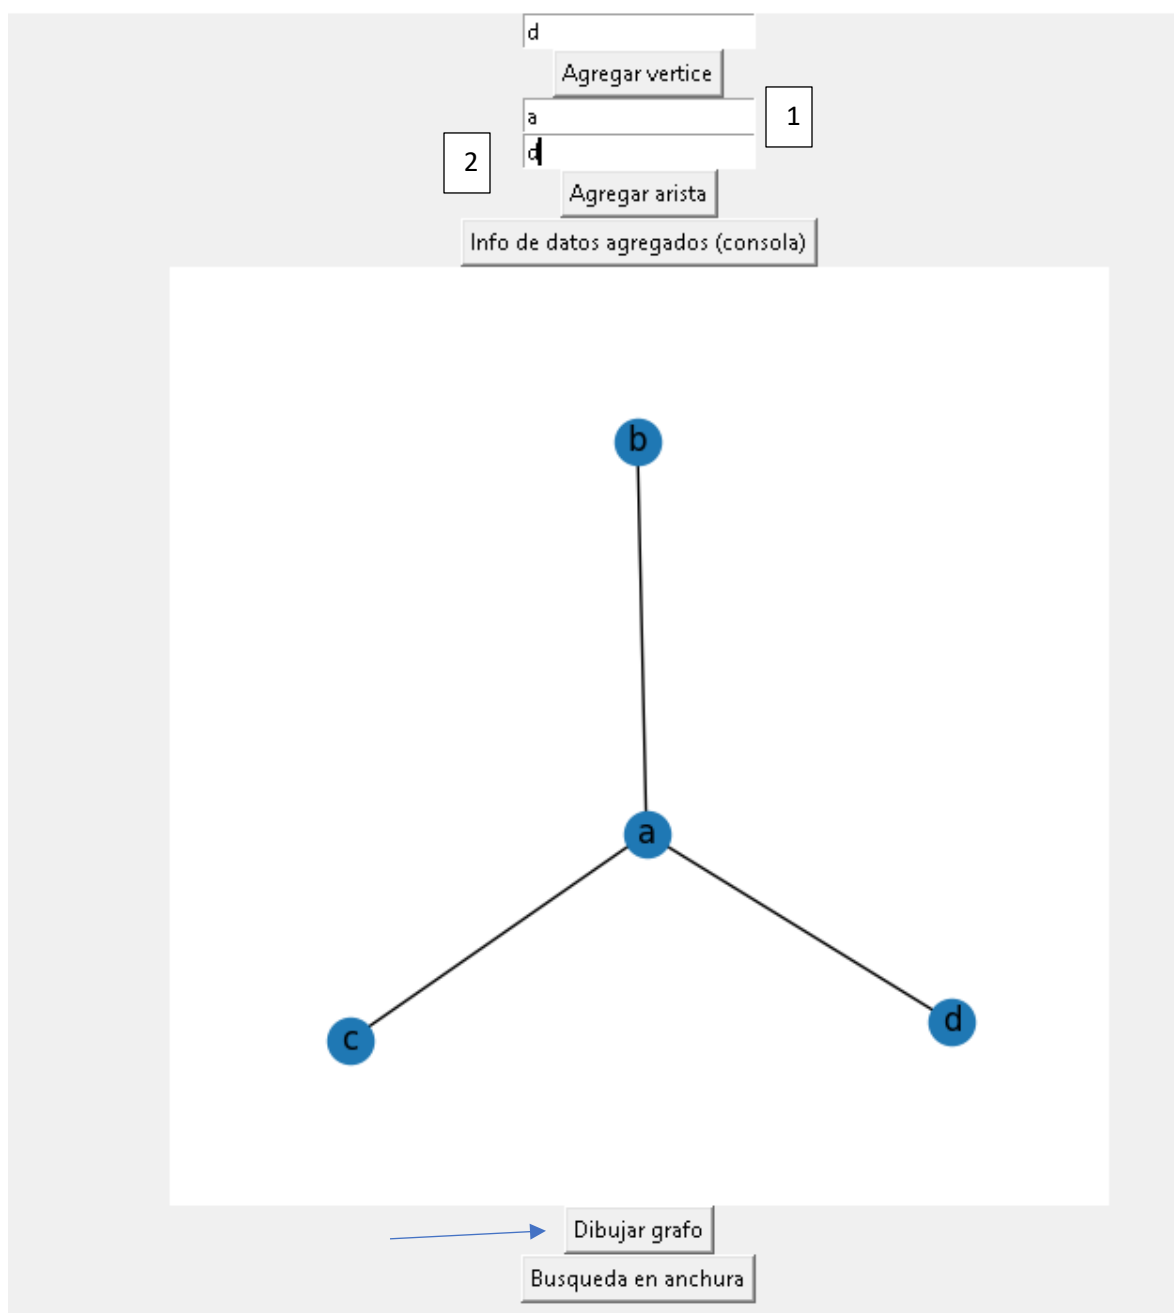 d
Agregar vertice
a
1
d
2
Agregar arista
Info de datos agregados (consola)
b
a
c
d
Dibujar grafo
Busqueda en anchura